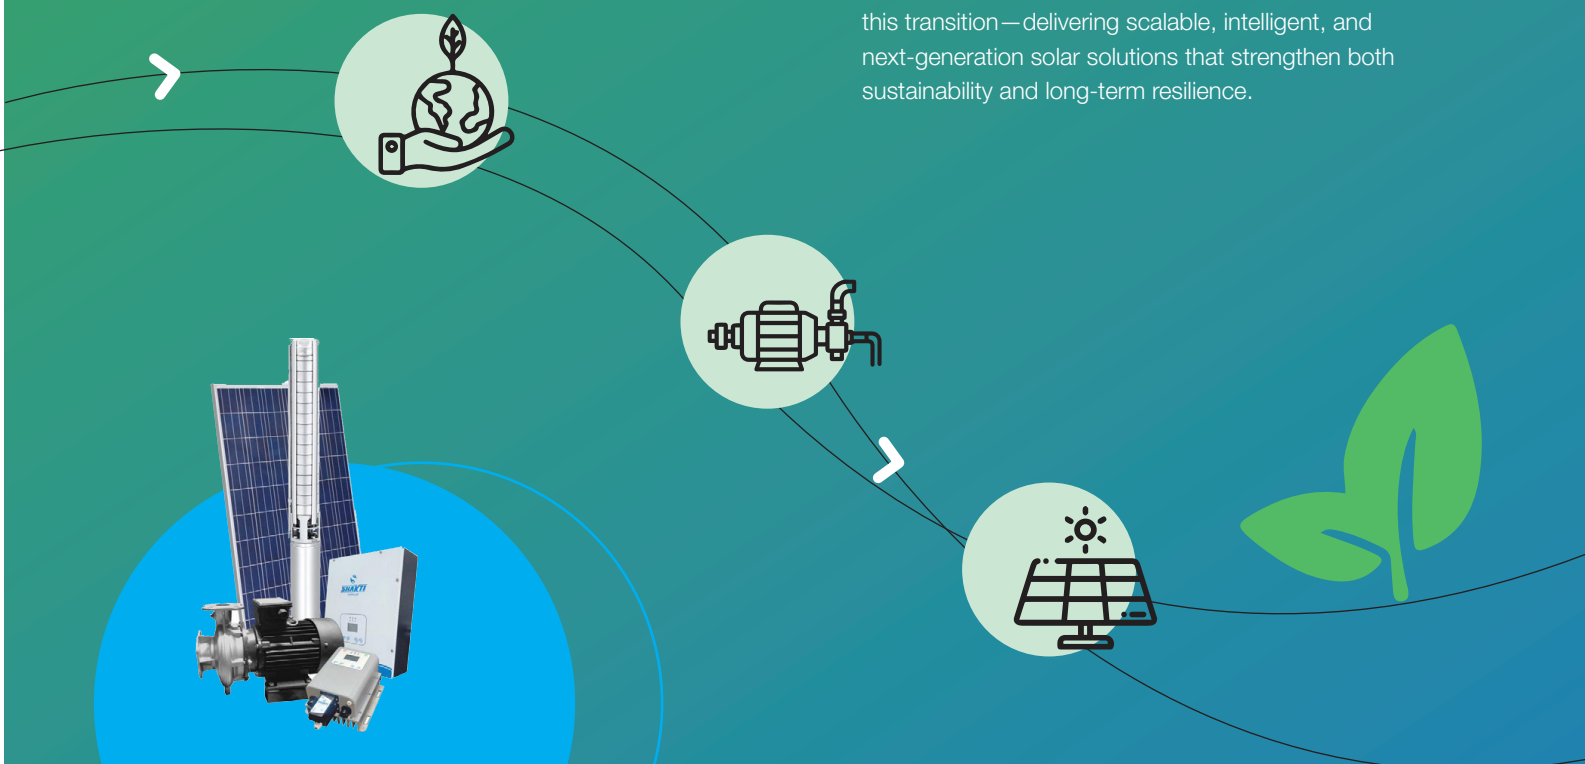 this transition—delivering scalable, intelligent, and
next-generation solar solutions that strengthen both
sustainability and long-term resilience.
SHAKTI